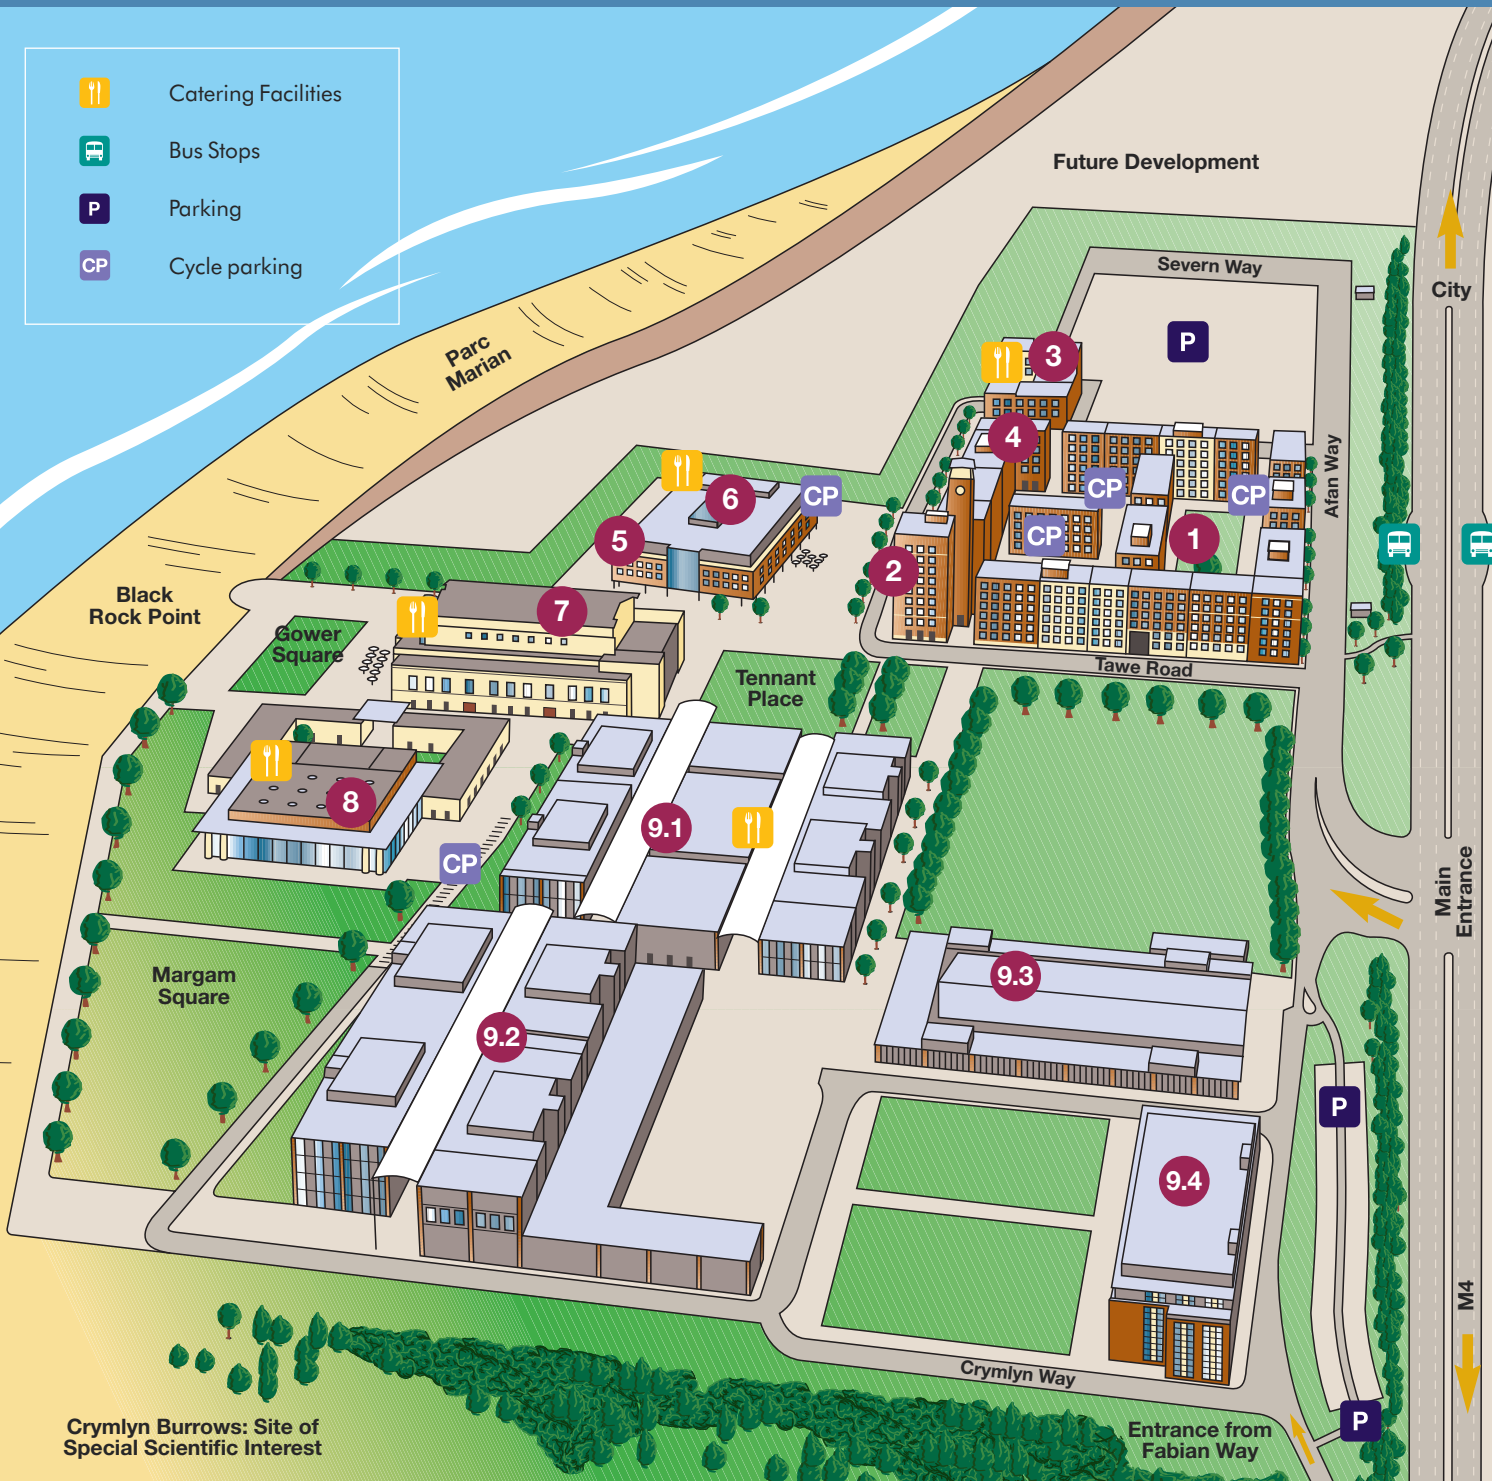 Catering Facilities
Bus Stops
P Parking
CP Cycle parking
Future Development
Severn Way
City
P
Parc
Marian
3
4
Afan Way
CP
CP
CP
CP
6
5
1
2
7
Black
Rock Point
Gower
Square
Tawe Road
Tennant
Place
8
9.1
CP
Main
Entrance
Margam
Square
9.3
9.2
P
9.4
M4
Crymlyn Way
P
Crymlyn Burrows: Site of
Special Scientific Interest
Entrance from
Fabian Way